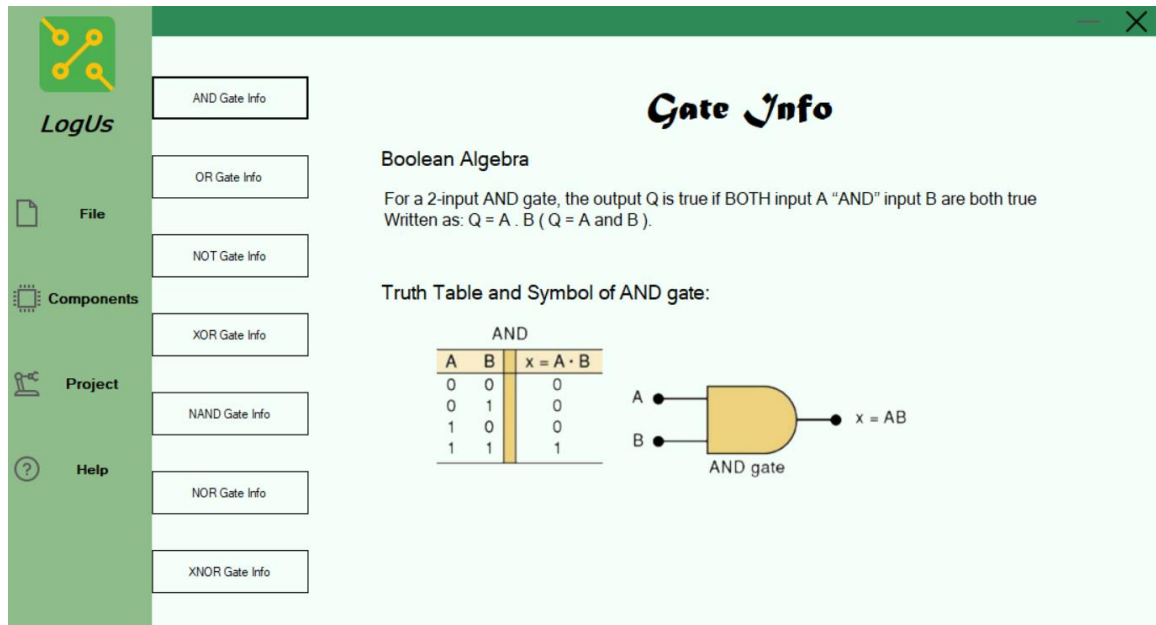 LogUs
File
Components
Project
Help
AND Gate Info
OR Gate Info
NOT Gate Info
XOR Gate Info
NAND Gate Info
NOR Gate Info
XNOR Gate Info
Gate Info
Boolean Algebra
For a 2-input AND gate, the output Q is true if BOTH input A “AND” input B are both true
Written as: Q = A . B ( Q = A and B ).
Truth Table and Symbol of AND gate:
AND
A B x = A · B
0 0 0
0 1 0
1 0 0
1 1 1
A
B
x = AB
AND gate